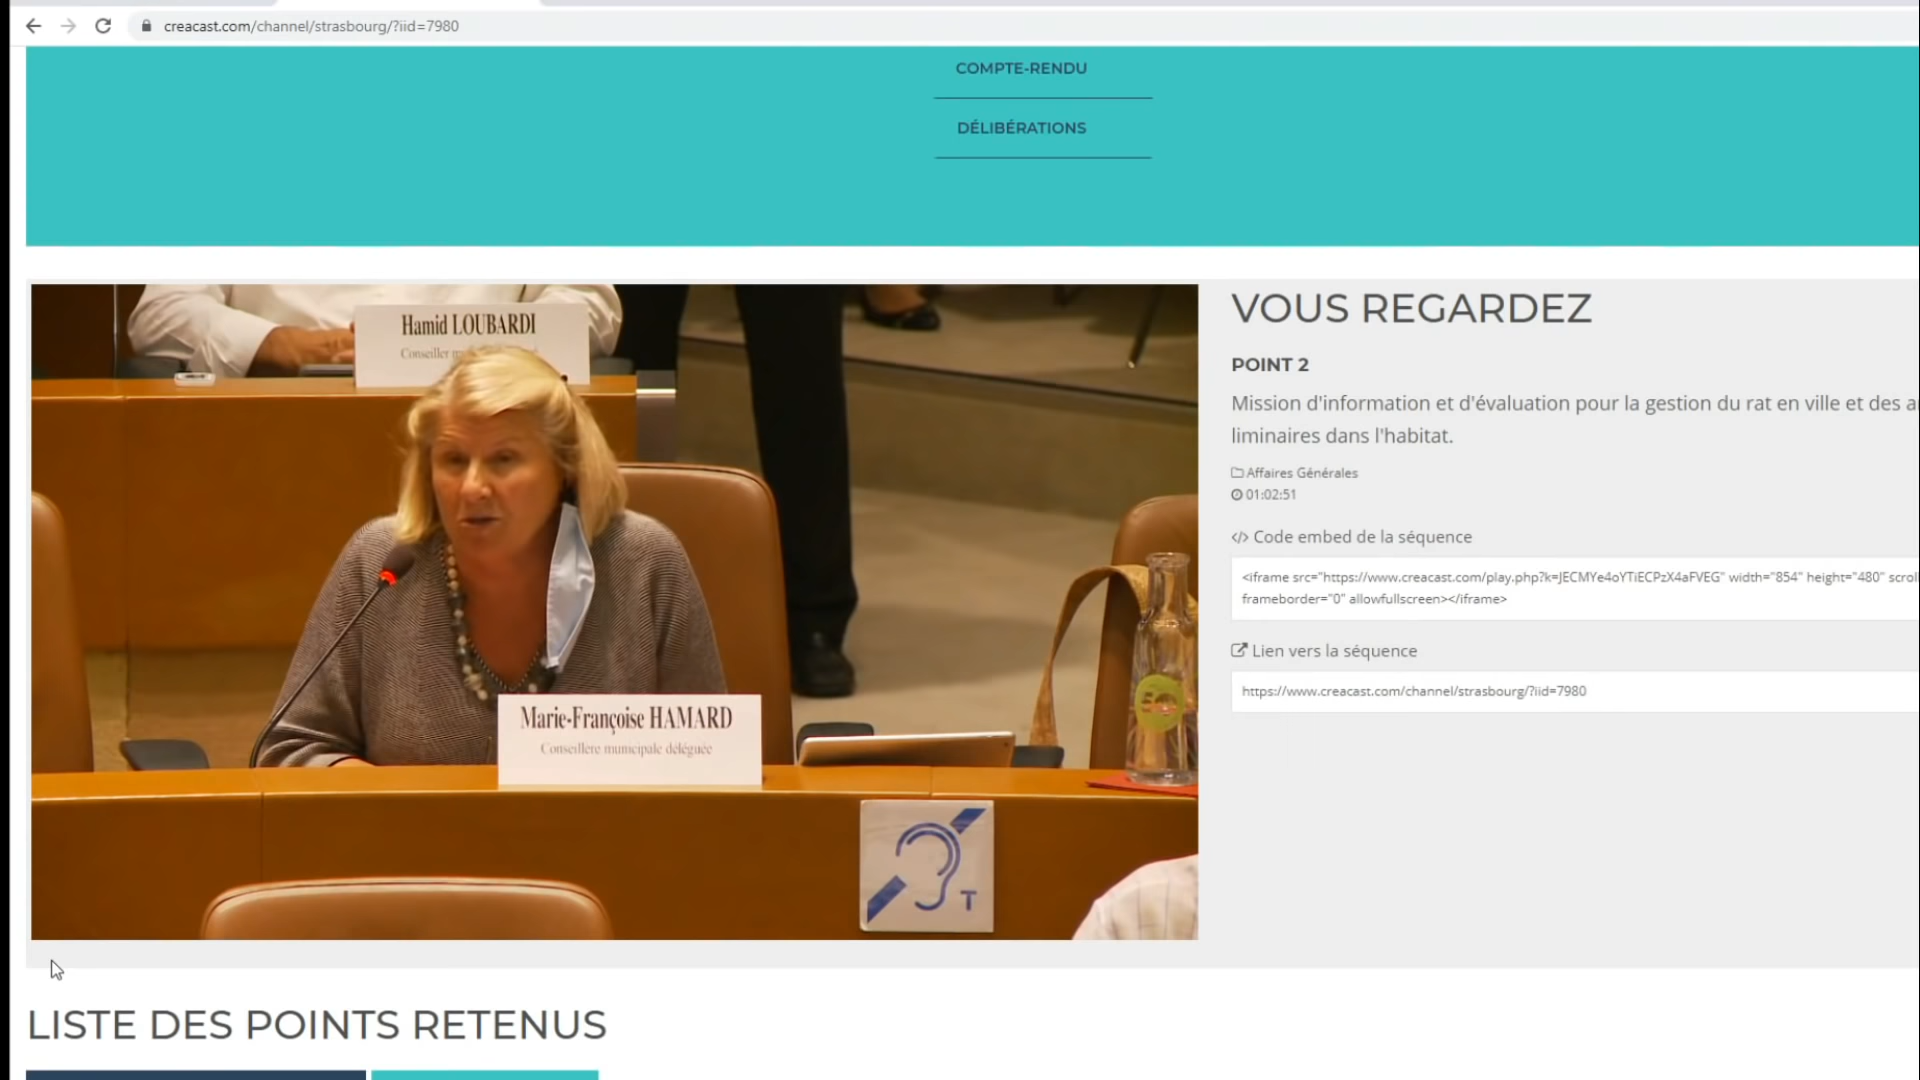 creacast.com/channel/strasbourg/?iid=7980
COMPTE-RENDU
DÉLIBÉRATIONS
Hamid LOUBARDI
Conseiller
Marie-Françoise HAMARD
Conseillère municipale déléguée
T
VOUS REGARDEZ
POINT 2
Mission d'information et d'évaluation pour la gestion du rat en ville et des
liminaires dans l'habitat.
Affaires Générales
01:02:51
</> Code embed de la séquence
<iframe src="https://www.creacast.com/play.php?k=JECMYe4oYTiECPzX4aFVEG" width="854" height="480" scrol
frameborder="0" allowfullscreen></iframe>
Lien vers la séquence
https://www.creacast.com/channel/strasbourg/?iid=7980
LISTE DES POINTS RETENUS